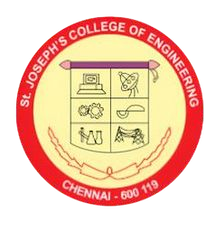 St. JOSEPH'S COLLEGE OF ENGINEERING
CHENNAI - 600 119